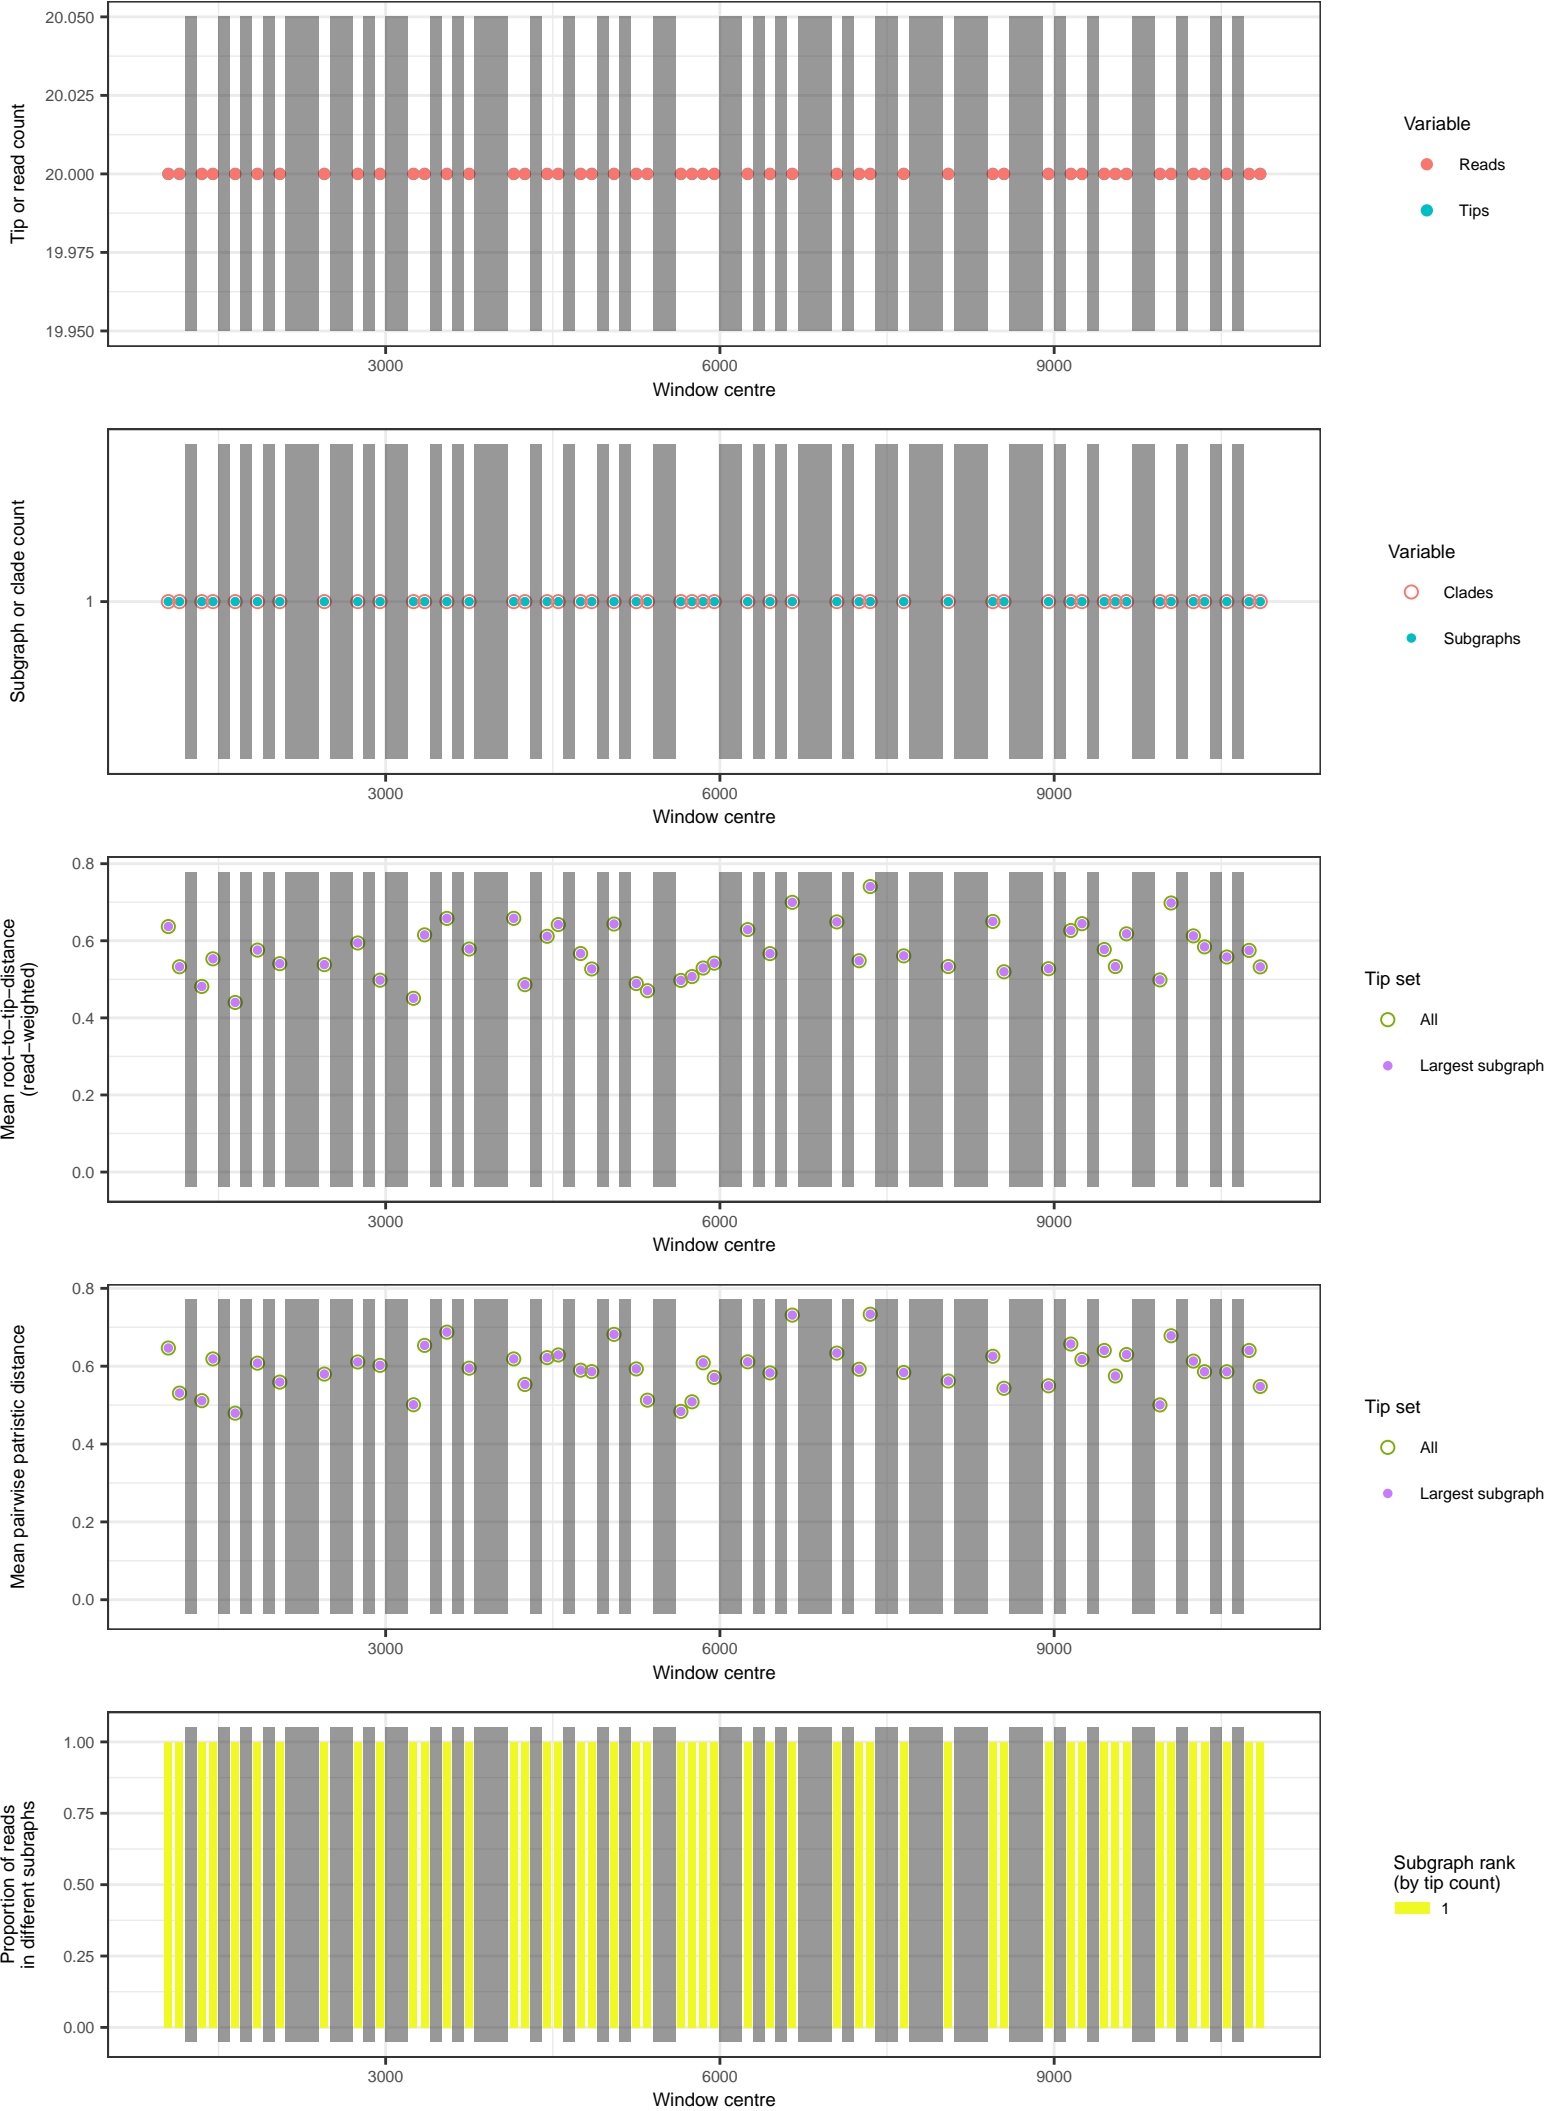 20.050
20.025
20.000
19.975
19.950
Tip or read count
3000
6000
9000
Window centre
Variable
Reads
Tips
1
Subgraph or clade count
3000
6000
9000
Window centre
Variable
Clades
Subgraphs
0.8
0.6
0.4
0.2
0.0
Mean root−to−tip−distance
(read−weighted)
3000
6000
9000
Window centre
Tip set
All
Largest subgraph
0.8
0.6
0.4
0.2
0.0
Mean pairwise patristic distance
3000
6000
9000
Window centre
Tip set
All
Largest subgraph
1.00
0.75
0.50
0.25
0.00
Proportion of reads
in different subraphs
3000
6000
9000
Window centre
Subgraph rank
(by tip count)
1